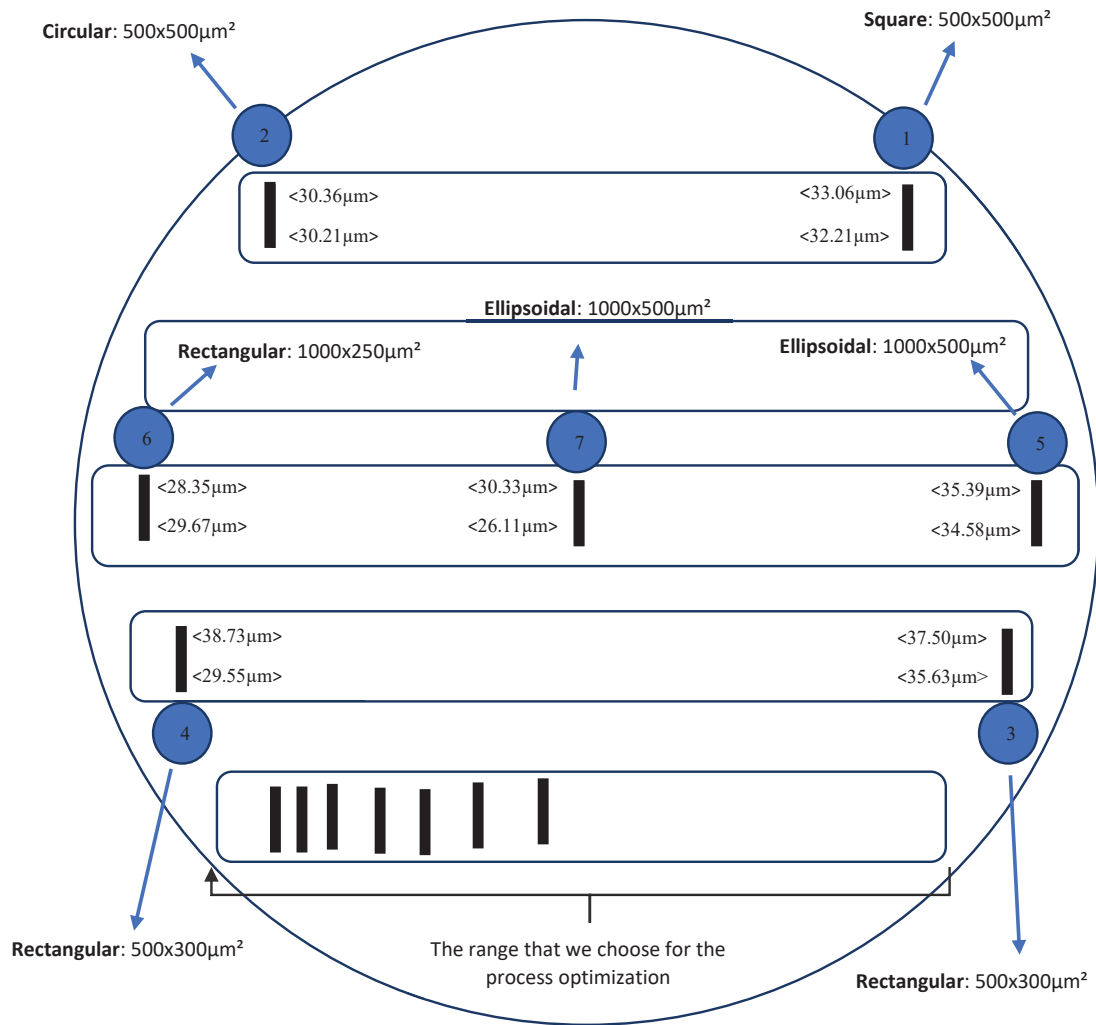 Circular: 500x500µm²
Square: 500x500µm²
2
1
<30.36µm>
<33.06µm>
<30.21µm>
<32.21µm>
Ellipsoidal: 1000x500µm²
Rectangular: 1000x250µm²
Ellipsoidal: 1000x500µm²
6
7
5
<28.35µm>
<30.33µm>
<35.39µm>
<29.67µm>
<26.11µm>
<34.58µm>
<38.73µm>
<37.50µm>
<29.55µm>
<35.63µm>
4
3
Rectangular: 500x300µm²
The range that we choose for the
process optimization
Rectangular: 500x300µm²